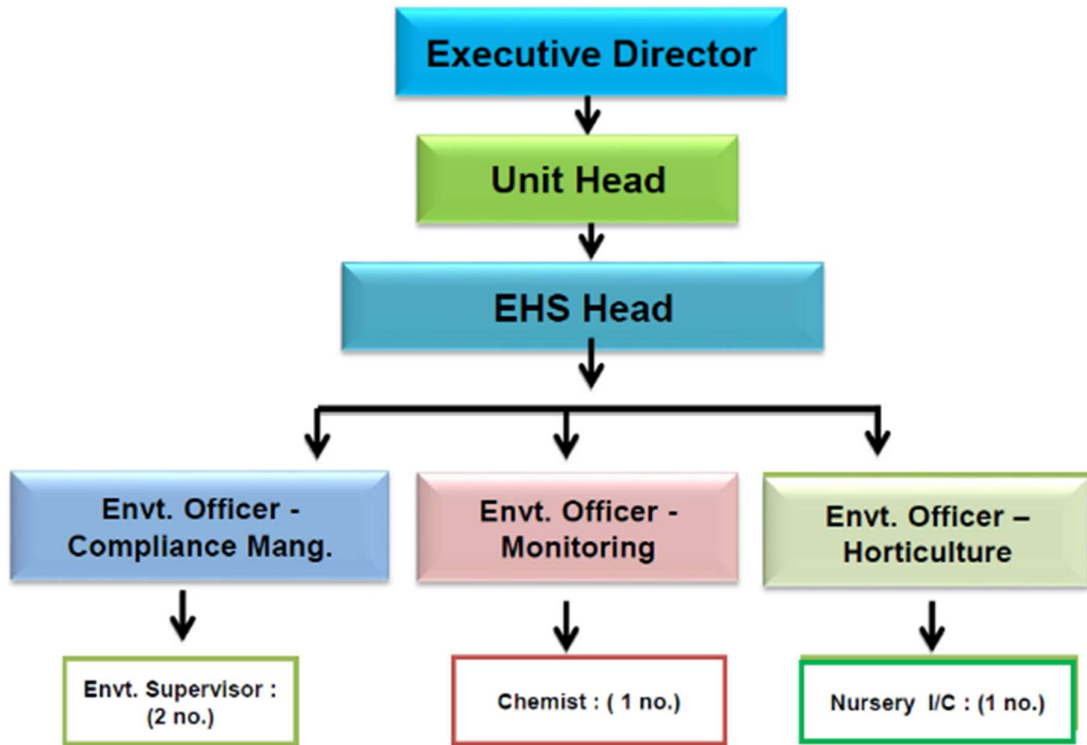 Executive Director
Unit Head
EHS Head
Envt. Officer -
Compliance Mang.
Envt. Officer -
Monitoring
Envt. Officer –
Horticulture
Envt. Supervisor :
(2 no.)
Chemist : ( 1 no.)
Nursery I/C : (1 no.)